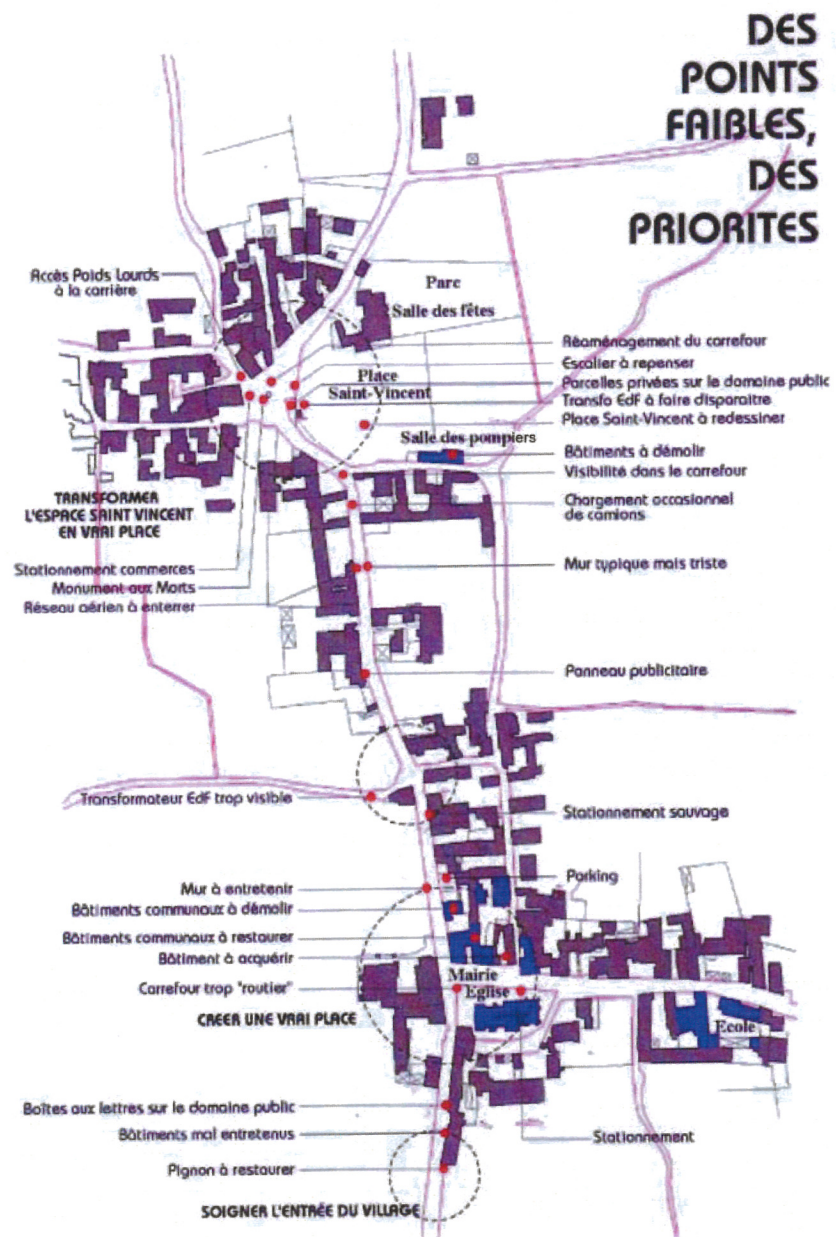 DES
POINTS
FAIBLES,
DES
PRIORITES
Accès Poids Lourds
à la carrière
Parc
Salle des fêtes
Place
Saint-Vincent
Réaménagement du carrefour
Escalier à repenser
Parcelles privées sur le domaine public
Transfo EdF à faire disparaitre
Place Saint-Vincent à redessiner
Salle des pompiers
Bâtiments à démolir
Visibilité dans le carrefour
Chargement occasionnel
de camions
TRANSFORMER
L'ESPACE SAINT VINCENT
EN VRAI PLACE
Stationnement commerces
Monument aux Morts
Réseau aérien à enterrer
Mur typique mais triste
Panneau publicitaire
Transformateur EdF trop visible
Stationnement sauvage
Parking
Mur à entretenir
Bâtiments communaux à démolir
Bâtiments communaux à restaurer
Bâtiment à acquérir
Mairie
Carrefour trop "routier"
Eglise
Ecole
CREER UNE VRAI PLACE
Boîtes aux lettres sur le domaine public
Bâtiments mal entretenus
Stationnement
Pignon à restaurer
SOIGNER L'ENTRÉE DU VILLAGE